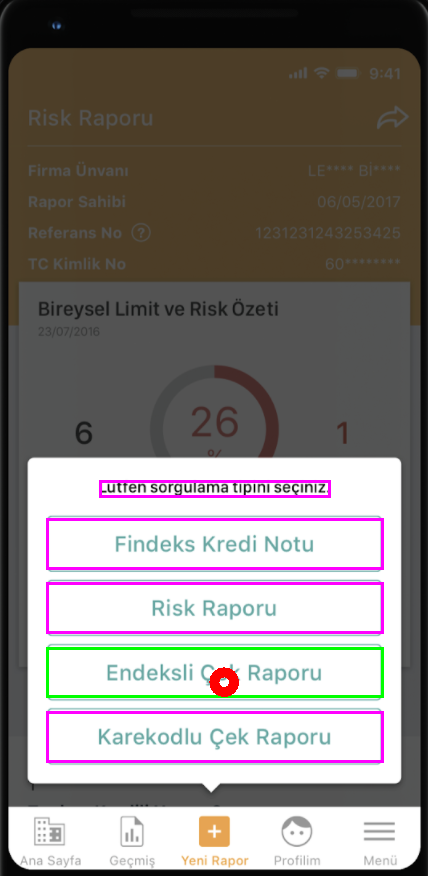 9:41
Risk Raporu
Firma Ünvanı LE**** Bİ****
Rapor Sahibi 06/05/2017
Referans No ? 1231231243253425
TC Kimlik No 60********
Bireysel Limit ve Risk Özeti
23/07/2016
6 26 1
%
Lütfen sorgulama tipini seçiniz.
Findeks Kredi Notu
Risk Raporu
Endeksli Çek Raporu
Karekodlu Çek Raporu
Ana Sayfa Geçmiş Yeni Rapor Profilim Menü